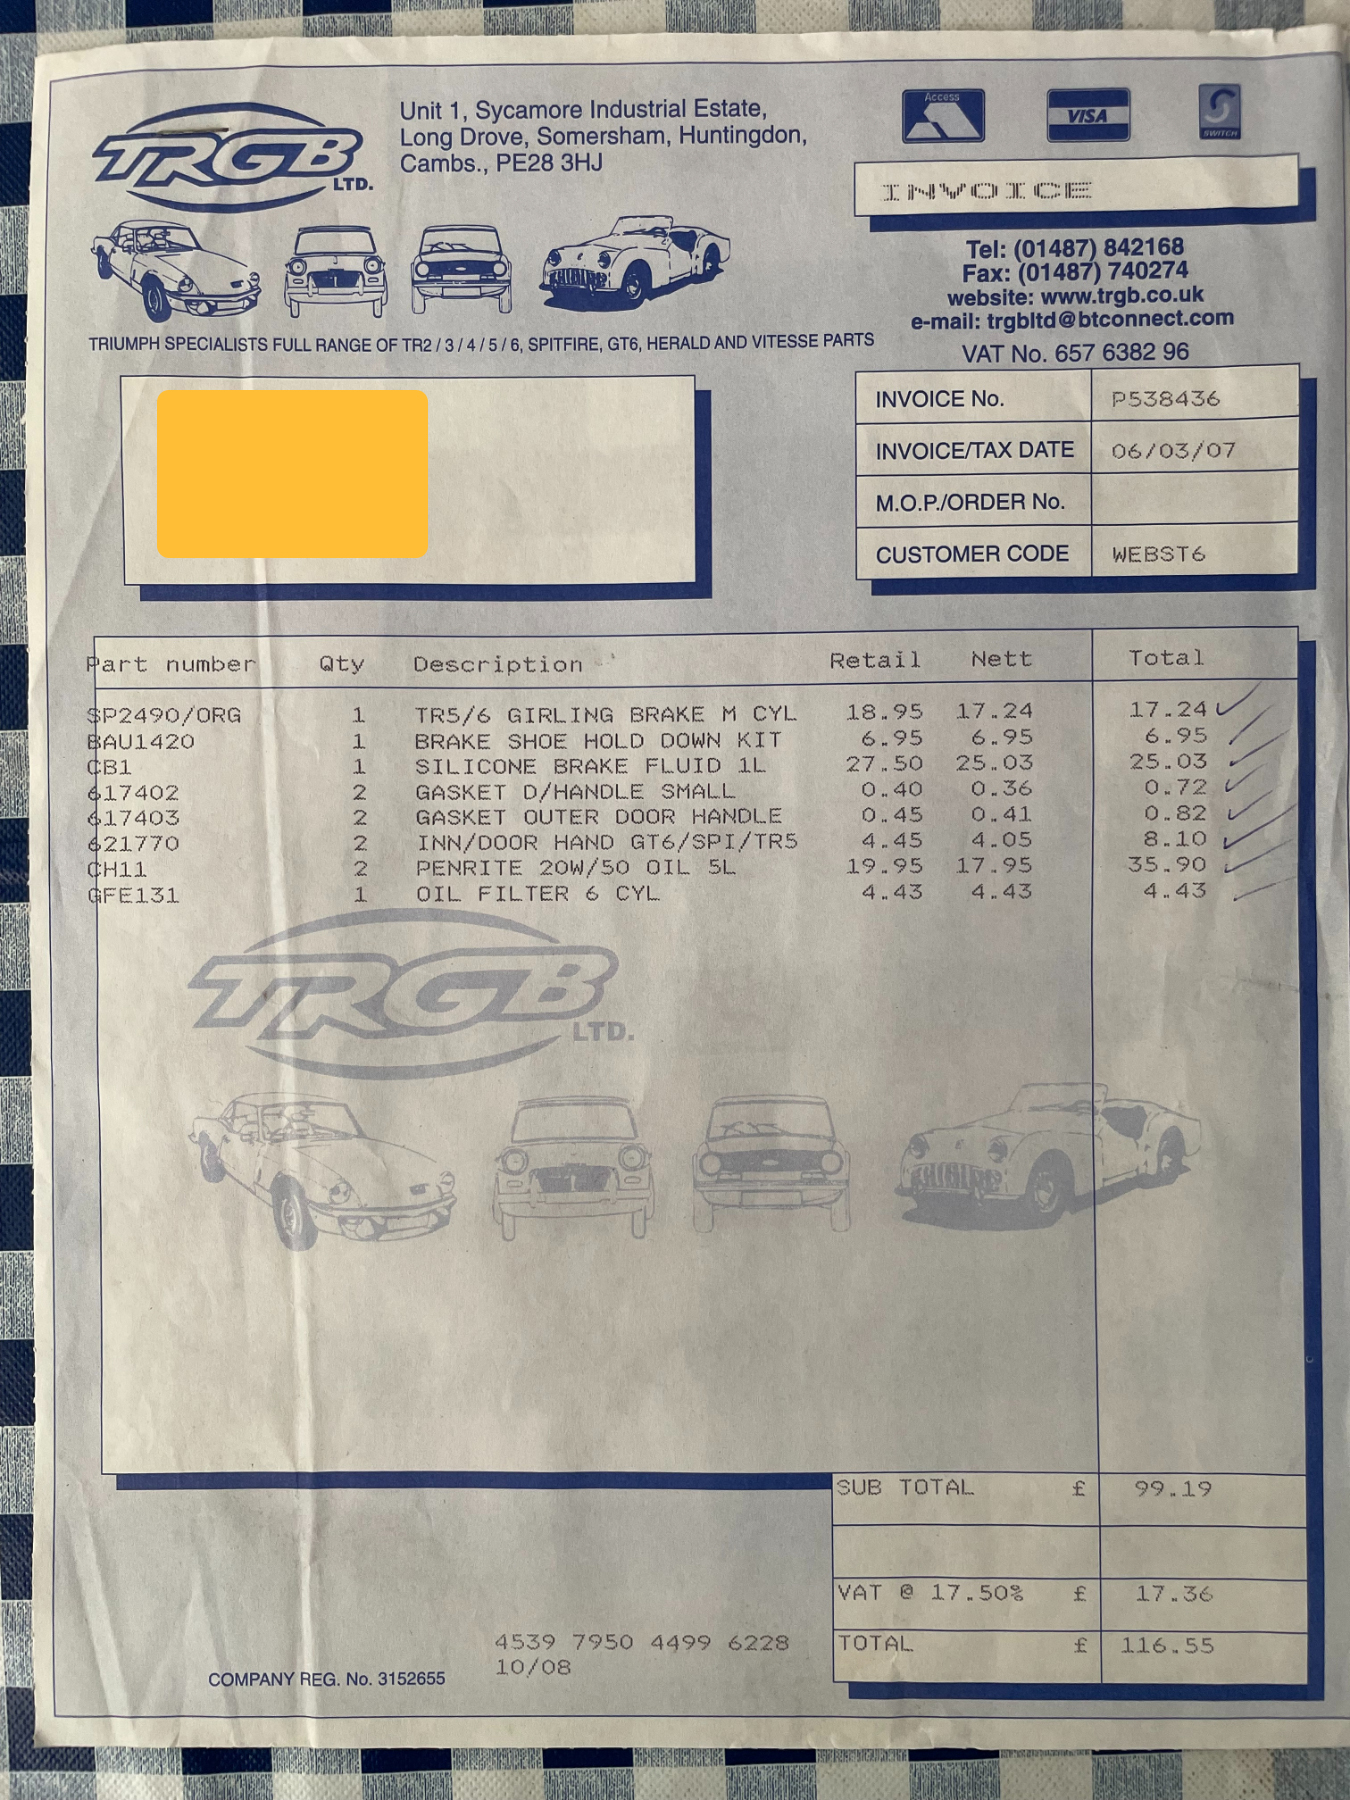 TRGB LTD.
Unit 1, Sycamore Industrial Estate,
Long Drove, Somersham, Huntingdon,
Cambs., PE28 3HJ
Access
VISA
S
SWITCH
INVOICE
Tel: (01487) 842168
Fax: (01487) 740274
website: www.trgb.co.uk
e-mail: trgbltd@btconnect.com
VAT No. 657 6382 96
TRIUMPH SPECIALISTS FULL RANGE OF TR2 / 3 / 4 / 5 / 6, SPITFIRE, GT6, HERALD AND VITESSE PARTS
INVOICE No. P538436
INVOICE/TAX DATE 06/03/07
M.O.P./ORDER No.
CUSTOMER CODE WEBST6
Part number Qty Description Retail Nett Total
SP2490/ORG 1 TR5/6 GIRLING BRAKE M CYL 18.95 17.24 17.24
BAU1420 1 BRAKE SHOE HOLD DOWN KIT 6.95 6.95 6.95
CB1 1 SILICONE BRAKE FLUID 1L 27.50 25.03 25.03
617402 2 GASKET D/HANDLE SMALL 0.40 0.36 0.72
617403 2 GASKET OUTER DOOR HANDLE 0.45 0.41 0.82
621770 2 INN/DOOR HAND GT6/SPI/TR5 4.45 4.05 8.10
CH11 2 PENRITE 20W/50 OIL 5L 19.95 17.95 35.90
GFE131 1 OIL FILTER 6 CYL 4.43 4.43 4.43
TRGB LTD.
SUB TOTAL £ 99.19
VAT @ 17.50% £ 17.36
TOTAL £ 116.55
4539 7950 4499 6228
10/08
COMPANY REG. No. 3152655